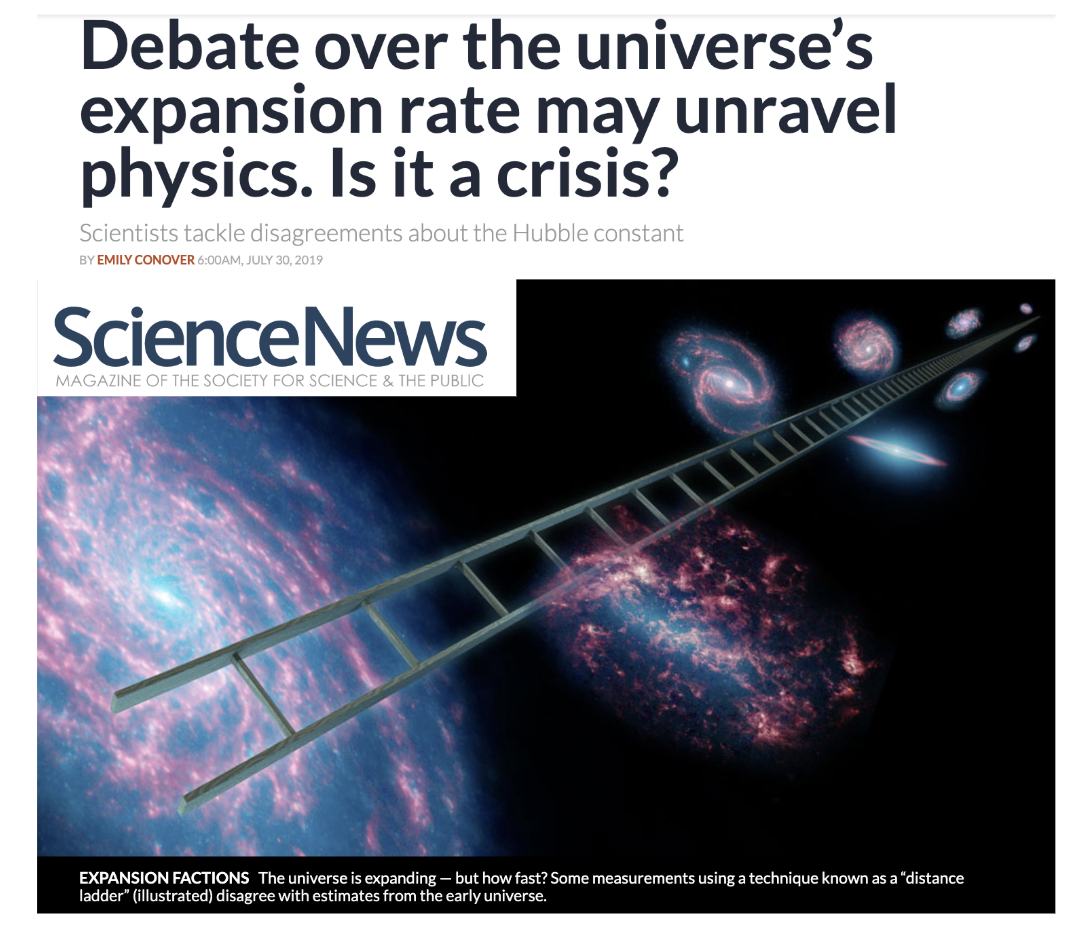 Debate over the universe’s
expansion rate may unravel
physics. Is it a crisis?
Scientists tackle disagreements about the Hubble constant
BY EMILY CONOVER 6:00AM, JULY 30, 2019
ScienceNews
MAGAZINE OF THE SOCIETY FOR SCIENCE & THE PUBLIC
EXPANSION FACTIONS The universe is expanding — but how fast? Some measurements using a technique known as a “distance
ladder” (illustrated) disagree with estimates from the early universe.